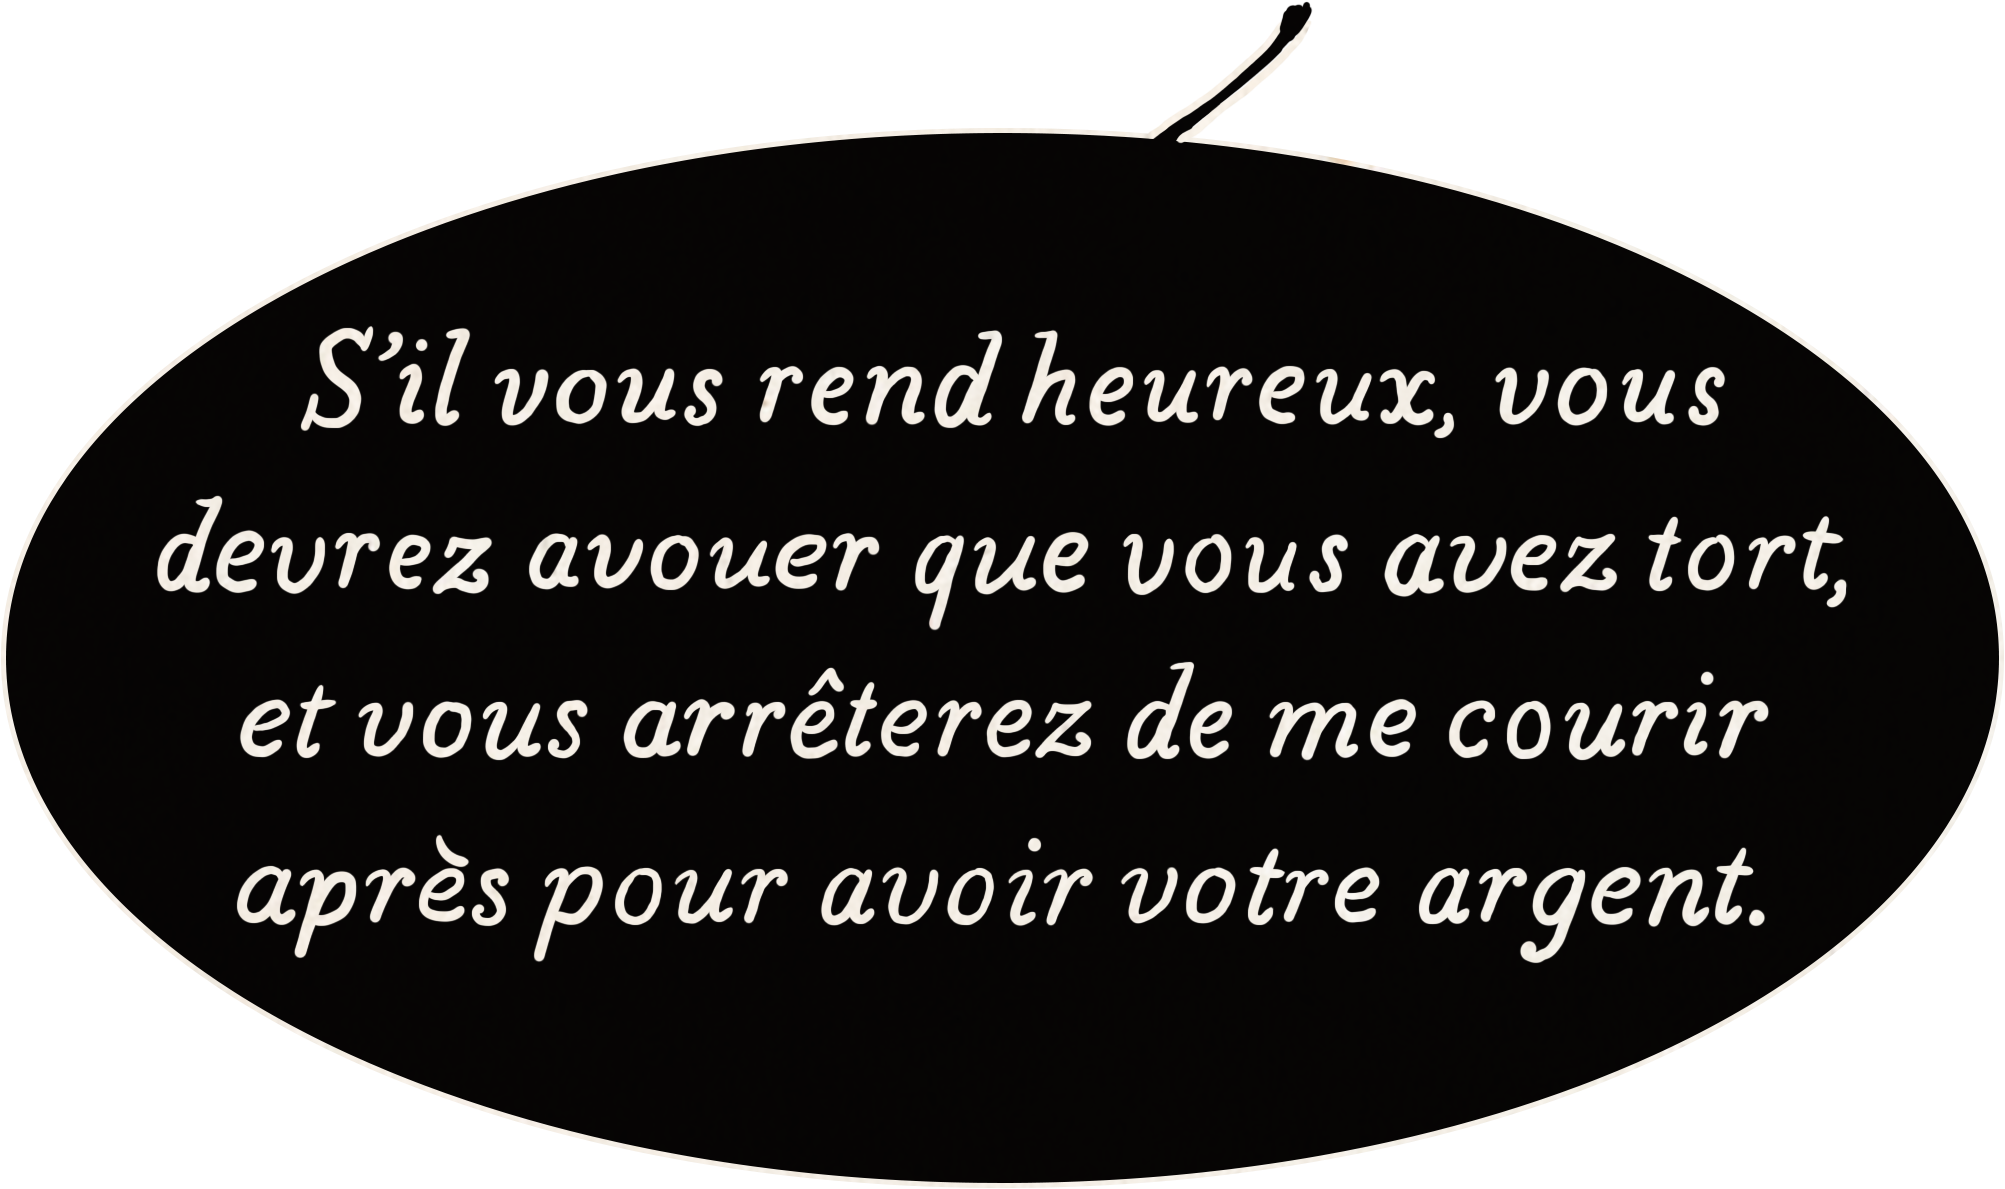 S’il vous rend heureux, vous
devrez avouer que vous avez tort,
et vous arrêterez de me courir
après pour avoir votre argent.